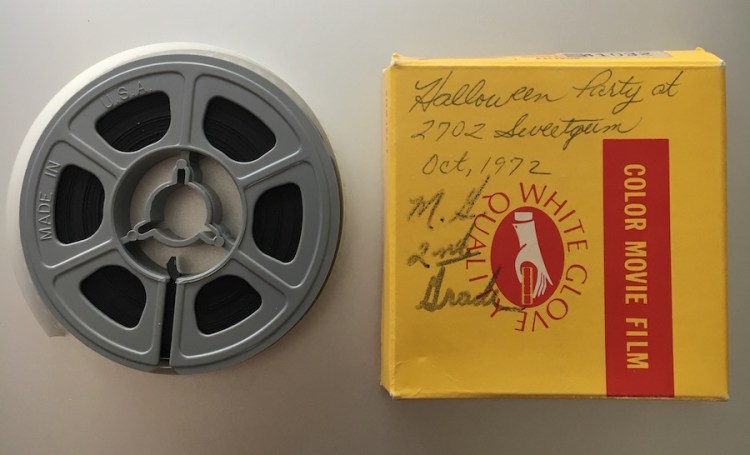 MADE IN
U.S.A.
Halloween Party at
2702 Sweetgum
Oct, 1972
M. G
2nd
Grade
WHITE GLOVE
QUALITY
COLOR MOVIE FILM